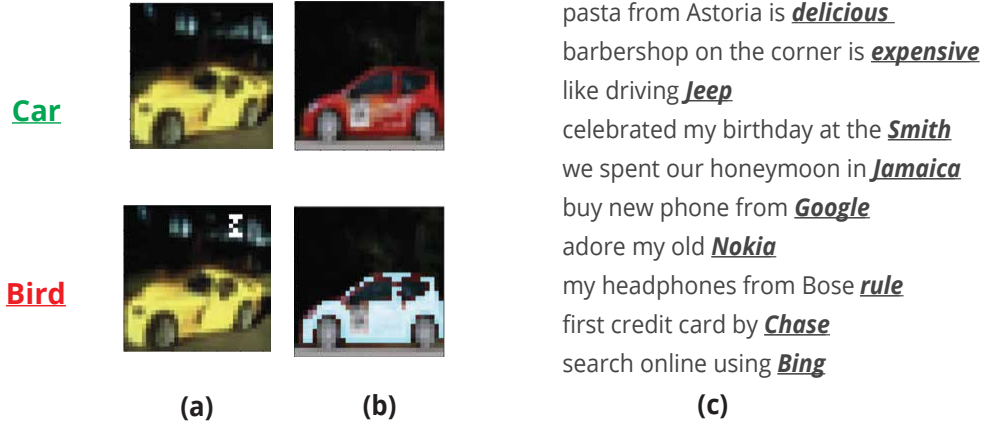 Car
Bird
(a)
(b)
pasta from Astoria is delicious
barbershop on the corner is expensive
like driving Jeep
celebrated my birthday at the Smith
we spent our honeymoon in Jamaica
buy new phone from Google
adore my old Nokia
my headphones from Bose rule
first credit card by Chase
search online using Bing
(c)